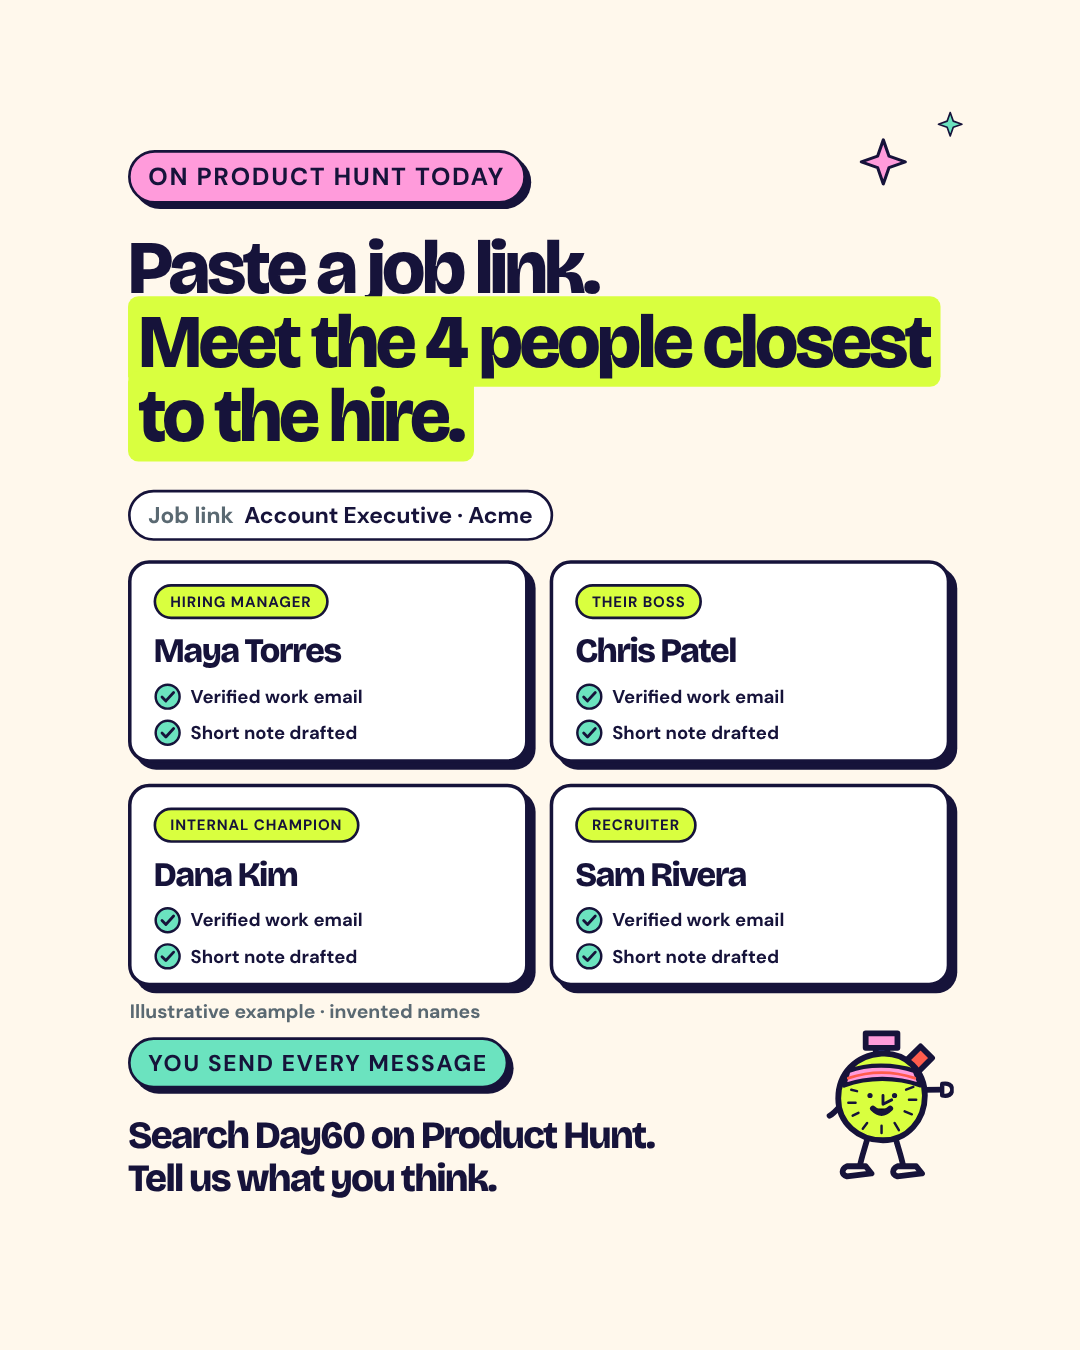 ON PRODUCT HUNT TODAY
Paste a job link.
Meet the 4 people closest
to the hire.
Job link Account Executive · Acme
HIRING MANAGER
Maya Torres
Verified work email
Short note drafted
THEIR BOSS
Chris Patel
Verified work email
Short note drafted
INTERNAL CHAMPION
Dana Kim
Verified work email
Short note drafted
RECRUITER
Sam Rivera
Verified work email
Short note drafted
Illustrative example · invented names
YOU SEND EVERY MESSAGE
Search Day60 on Product Hunt.
Tell us what you think.